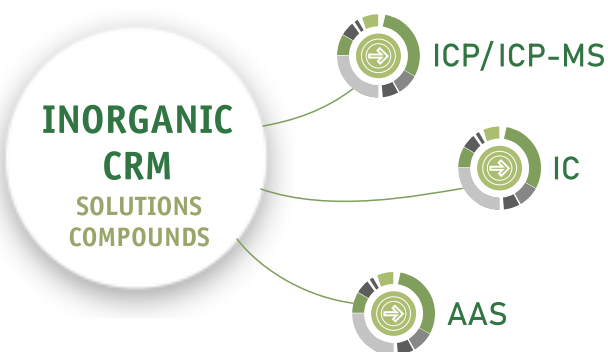 INORGANIC
CRM
SOLUTIONS
COMPOUNDS
ICP/ICP-MS
IC
AAS